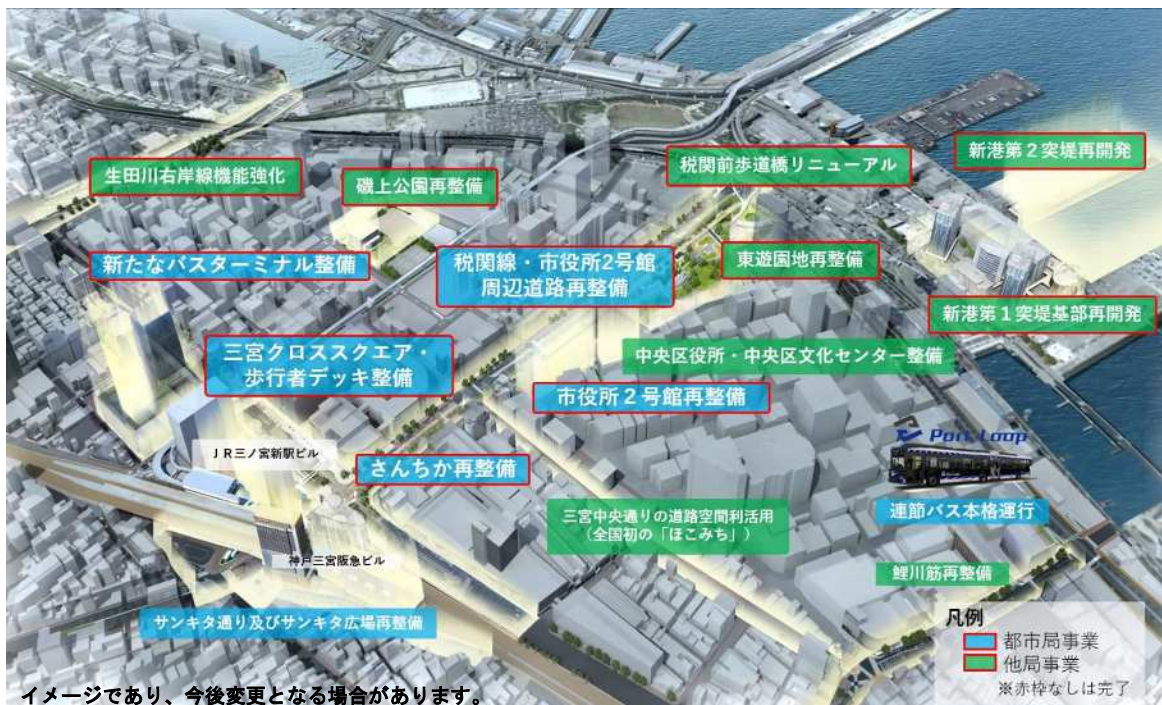 新港第２突堤再開発
税関前歩道橋リニューアル
生田川右岸線機能強化
磯上公園再整備
新たなバスターミナル整備
税関線・市役所2号館
周辺道路再整備
東遊園地再整備
新港第１突堤基部再開発
三宮クロススクエア・
歩行者デッキ整備
中央区役所・中央区文化センター整備
市役所２号館再整備
ＪＲ三ノ宮新駅ビル
さんちか再整備
Port Loop
連節バス本格運行
三宮中央通りの道路空間利活用
（全国初の「ほこみち」）
神戸三宮阪急ビル
鯉川筋再整備
サンキタ通り及びサンキタ広場再整備
凡例
都市局事業
他局事業
※赤枠なしは完了
イメージであり、今後変更となる場合があります。